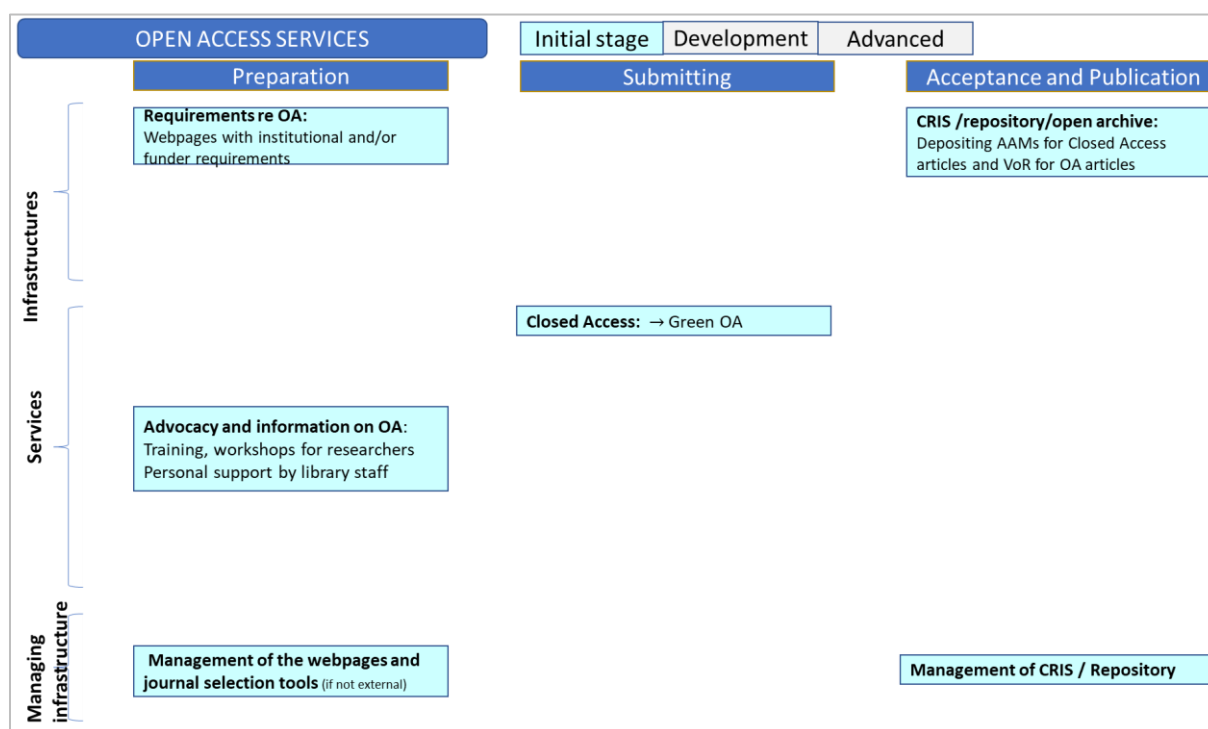 OPEN ACCESS SERVICES
Initial stage
Development
Advanced
Preparation
Submitting
Acceptance and Publication
Infrastructures
Requirements re OA:
Webpages with institutional and/or
funder requirements
CRIS /repository/open archive:
Depositing AAMs for Closed Access
articles and VoR for OA articles
Services
Closed Access: → Green OA
Advocacy and information on OA:
Training, workshops for researchers
Personal support by library staff
Managing
infrastructure
Management of the webpages and
journal selection tools (if not external)
Management of CRIS / Repository